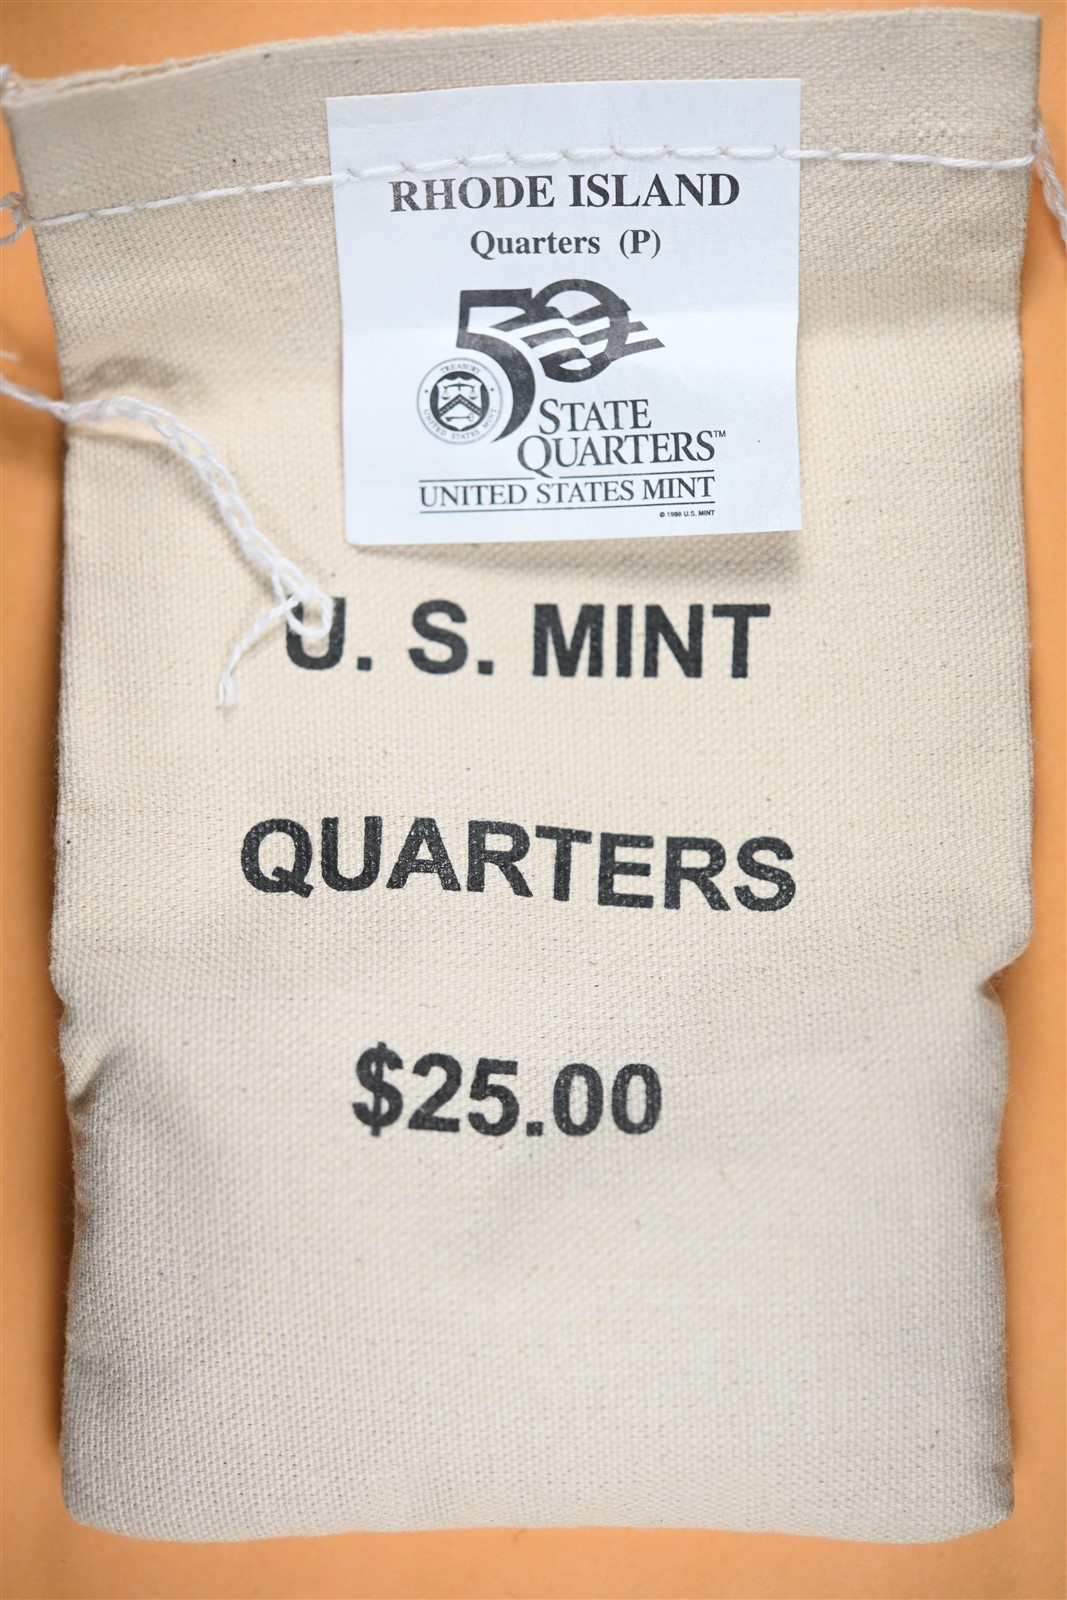 RHODE ISLAND
Quarters (P)
50
TREASURY
UNITED STATES MINT
STATE
QUARTERS™
UNITED STATES MINT
© 1998 U.S. MINT
U. S. MINT
QUARTERS
$25.00